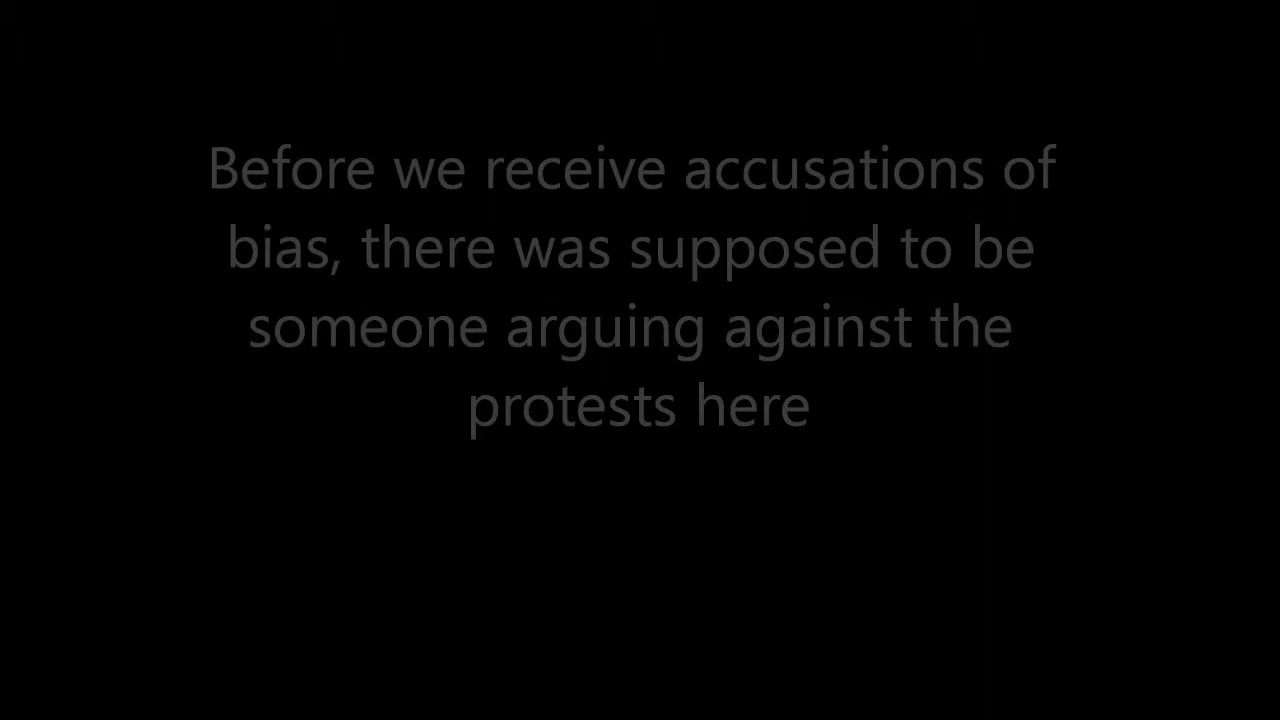 Before we receive accusations of
bias, there was supposed to be
someone arguing against the
protests here